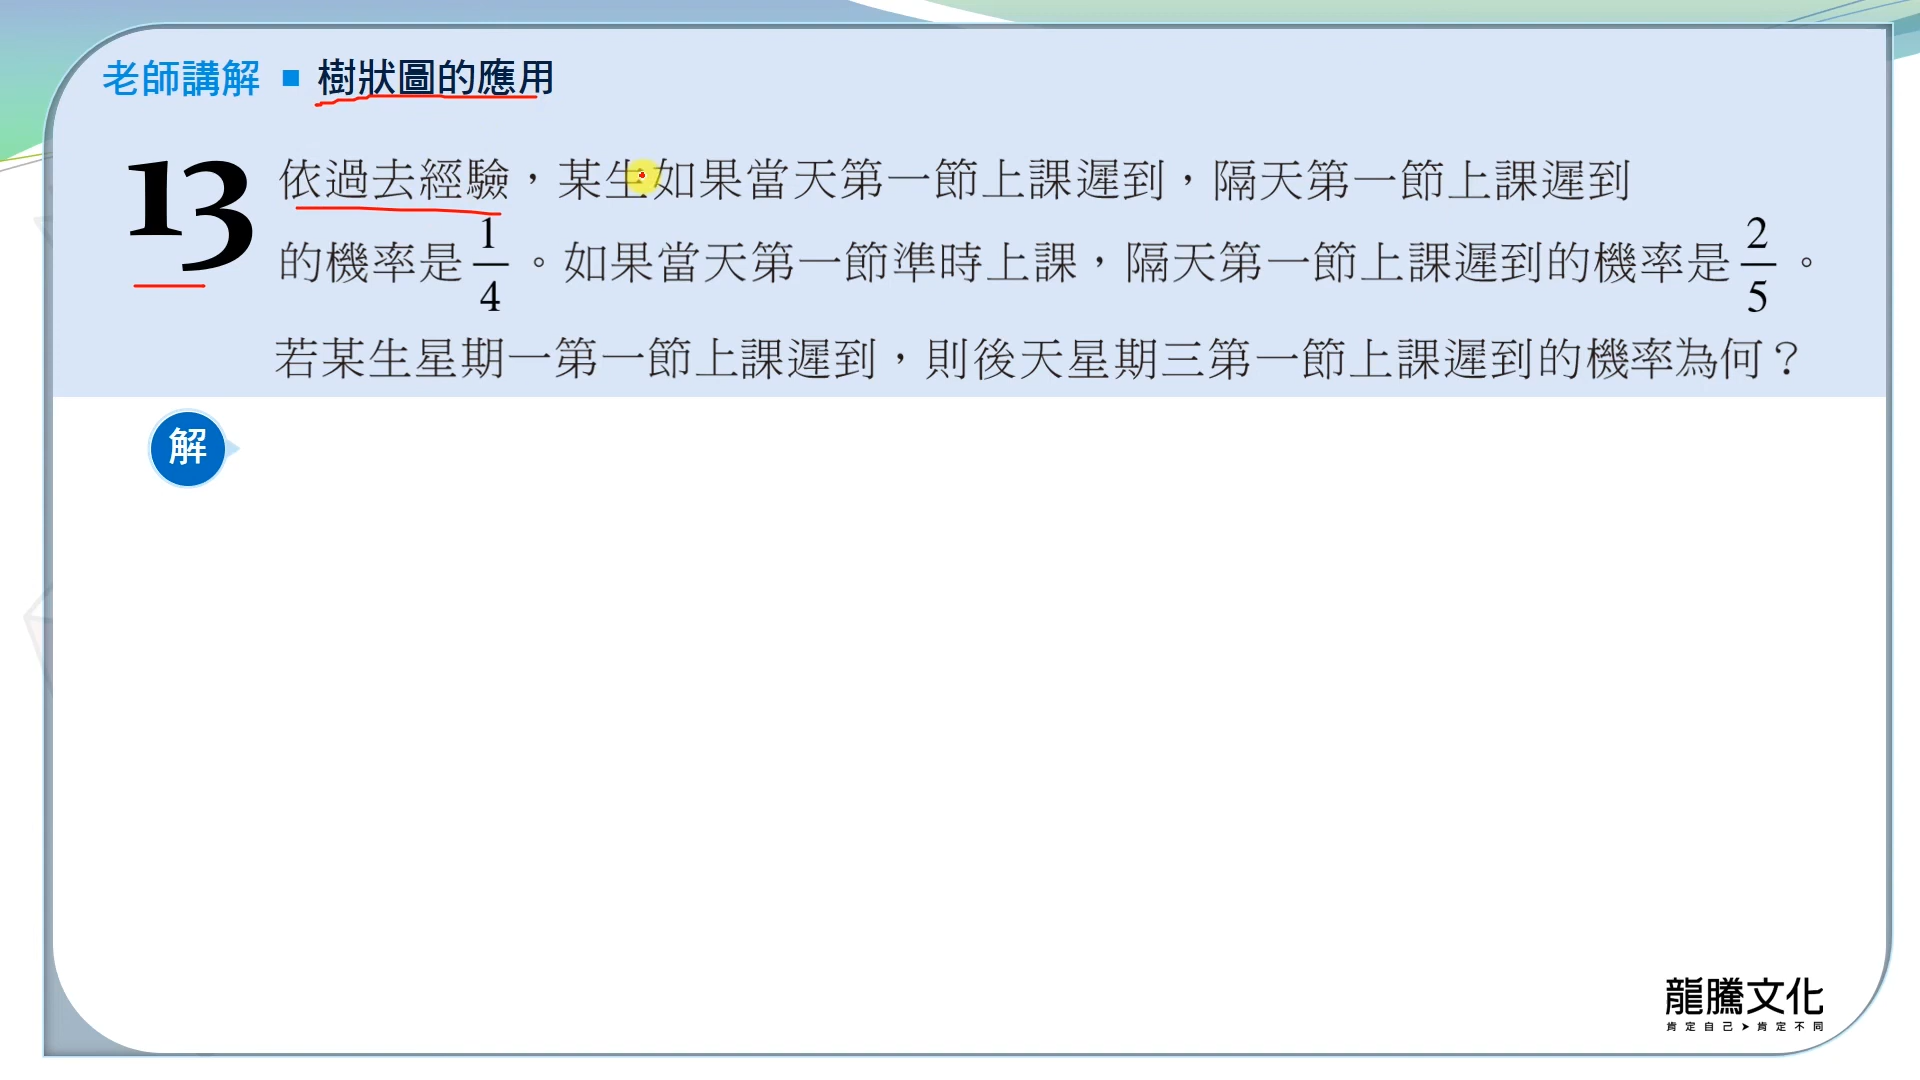 老師講解 ■ 樹狀圖的應用
13 依過去經驗，某生如果當天第一節上課遲到，隔天第一節上課遲到
的機率是 1/4 。如果當天第一節準時上課，隔天第一節上課遲到的機率是 2/5 。
若某生星期一第一節上課遲到，則後天星期三第一節上課遲到的機率為何？
解
龍騰文化
肯定自己➤肯定不同